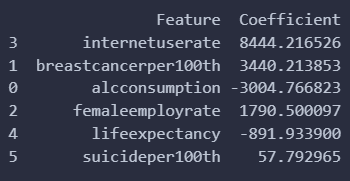 Feature Coefficient
3 internetuserate 8444.216526
1 breastcancerper100th 3440.213853
0 alcconsumption -3004.766823
2 femaleemployrate 1790.500097
4 lifeexpectancy -891.933900
5 suicideper100th 57.792965